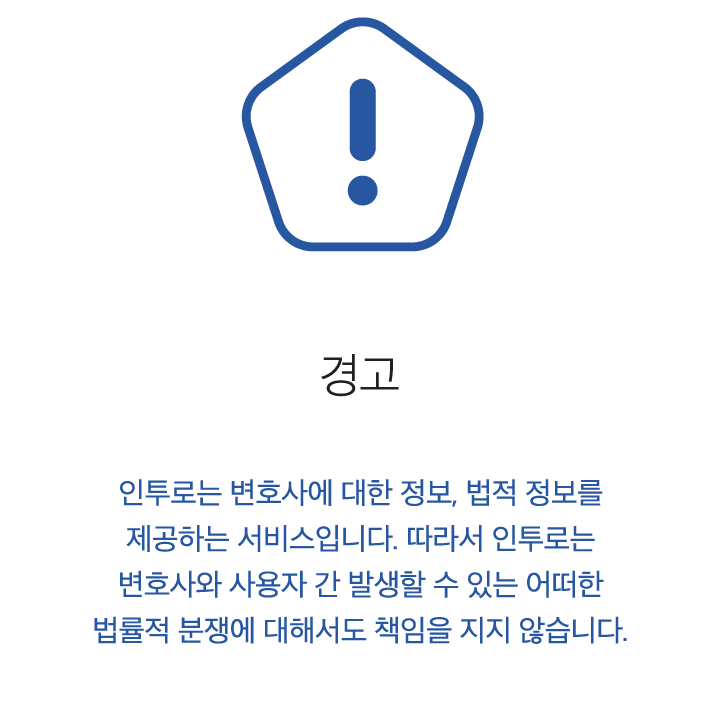 경고
인투로는 변호사에 대한 정보, 법적 정보를
제공하는 서비스입니다. 따라서 인투로는
변호사와 사용자 간 발생할 수 있는 어떠한
법률적 분쟁에 대해서도 책임을 지지 않습니다.